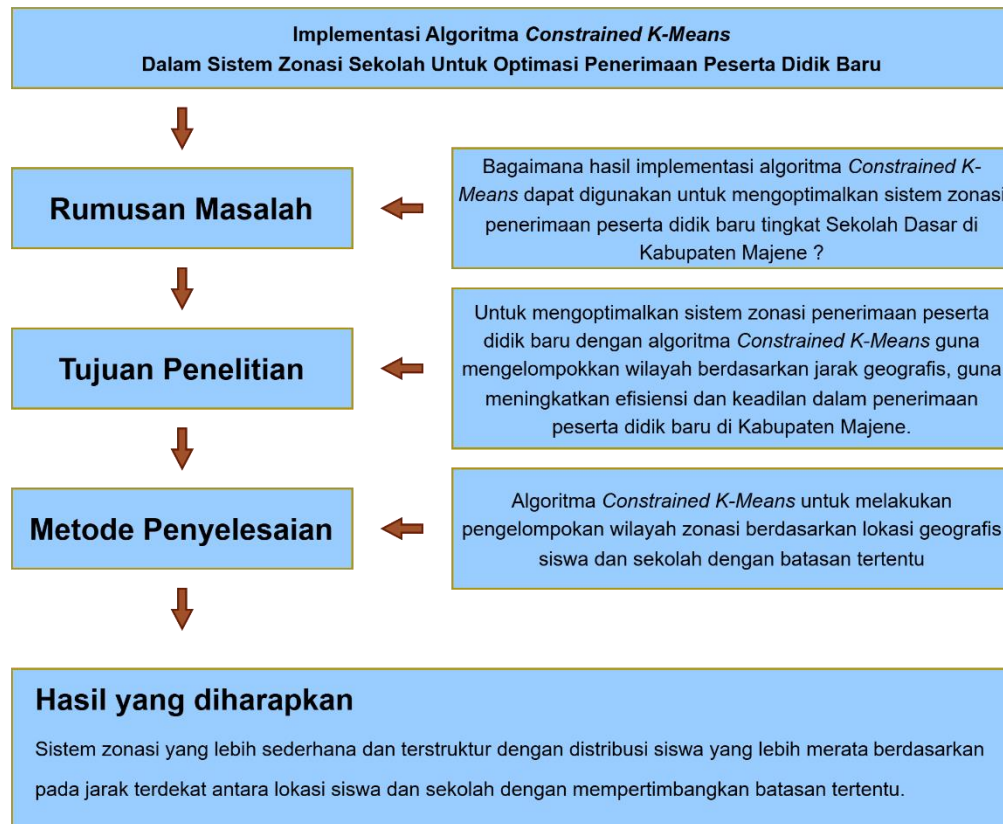 Implementasi Algoritma Constrained K-Means
Dalam Sistem Zonasi Sekolah Untuk Optimasi Penerimaan Peserta Didik Baru
Rumusan Masalah
Bagaimana hasil implementasi algoritma Constrained K-
Means dapat digunakan untuk mengoptimalkan sistem zonasi
penerimaan peserta didik baru tingkat Sekolah Dasar di
Kabupaten Majene ?
Tujuan Penelitian
Untuk mengoptimalkan sistem zonasi penerimaan peserta
didik baru dengan algoritma Constrained K-Means guna
mengelompokkan wilayah berdasarkan jarak geografis, guna
meningkatkan efisiensi dan keadilan dalam penerimaan
peserta didik baru di Kabupaten Majene.
Metode Penyelesaian
Algoritma Constrained K-Means untuk melakukan
pengelompokan wilayah zonasi berdasarkan lokasi geografis
siswa dan sekolah dengan batasan tertentu
Hasil yang diharapkan
Sistem zonasi yang lebih sederhana dan terstruktur dengan distribusi siswa yang lebih merata berdasarkan
pada jarak terdekat antara lokasi siswa dan sekolah dengan mempertimbangkan batasan tertentu.